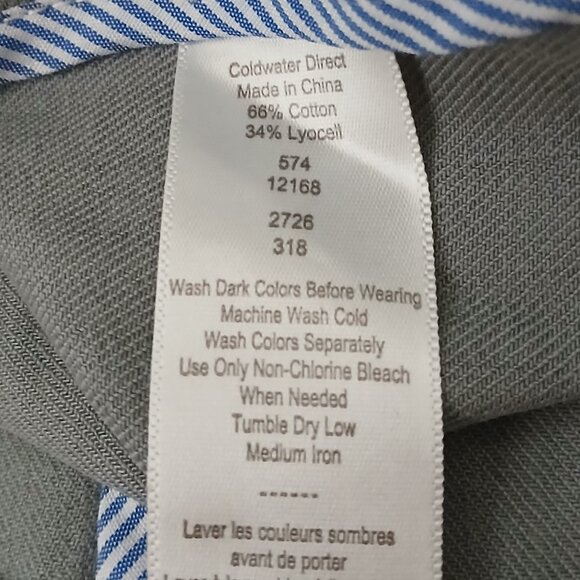 Coldwater Direct
Made in China
66% Cotton
34% Lyocell
574
12168
2726
318
Wash Dark Colors Before Wearing
Machine Wash Cold
Wash Colors Separately
Use Only Non-Chlorine Bleach
When Needed
Tumble Dry Low
Medium Iron
------
Laver les couleurs sombres
avant de porter